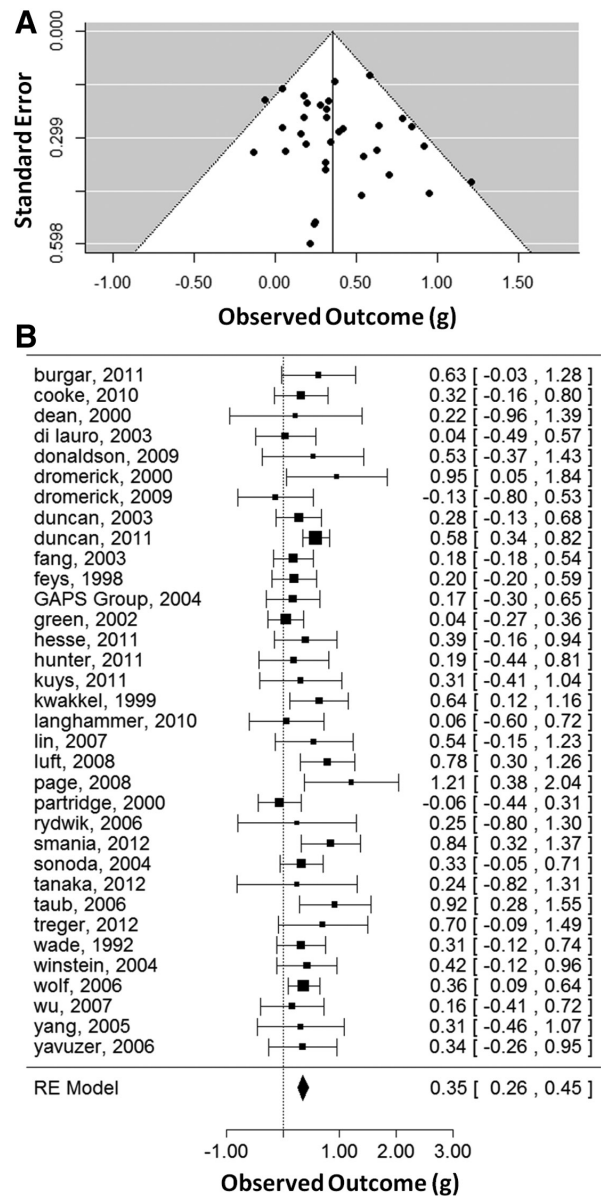 A
0.000
0.299
0.598
Standard Error
-1.00 -0.50 0.00 0.50 1.00 1.50
Observed Outcome (g)
B
burgar, 2011 0.63 [ -0.03 , 1.28 ]
cooke, 2010 0.32 [ -0.16 , 0.80 ]
dean, 2000 0.22 [ -0.96 , 1.39 ]
di lauro, 2003 0.04 [ -0.49 , 0.57 ]
donaldson, 2009 0.53 [ -0.37 , 1.43 ]
dromerick, 2000 0.95 [ 0.05 , 1.84 ]
dromerick, 2009 -0.13 [ -0.80 , 0.53 ]
duncan, 2003 0.28 [ -0.13 , 0.68 ]
duncan, 2011 0.58 [ 0.34 , 0.82 ]
fang, 2003 0.18 [ -0.18 , 0.54 ]
feys, 1998 0.20 [ -0.20 , 0.59 ]
GAPS Group, 2004 0.17 [ -0.30 , 0.65 ]
green, 2002 0.04 [ -0.27 , 0.36 ]
hesse, 2011 0.39 [ -0.16 , 0.94 ]
hunter, 2011 0.19 [ -0.44 , 0.81 ]
kuys, 2011 0.31 [ -0.41 , 1.04 ]
kwakkel, 1999 0.64 [ 0.12 , 1.16 ]
langhammer, 2010 0.06 [ -0.60 , 0.72 ]
lin, 2007 0.54 [ -0.15 , 1.23 ]
luft, 2008 0.78 [ 0.30 , 1.26 ]
page, 2008 1.21 [ 0.38 , 2.04 ]
partridge, 2000 -0.06 [ -0.44 , 0.31 ]
rydwik, 2006 0.25 [ -0.80 , 1.30 ]
smania, 2012 0.84 [ 0.32 , 1.37 ]
sonoda, 2004 0.33 [ -0.05 , 0.71 ]
tanaka, 2012 0.24 [ -0.82 , 1.31 ]
taub, 2006 0.92 [ 0.28 , 1.55 ]
treger, 2012 0.70 [ -0.09 , 1.49 ]
wade, 1992 0.31 [ -0.12 , 0.74 ]
winstein, 2004 0.42 [ -0.12 , 0.96 ]
wolf, 2006 0.36 [ 0.09 , 0.64 ]
wu, 2007 0.16 [ -0.41 , 0.72 ]
yang, 2005 0.31 [ -0.46 , 1.07 ]
yavuzer, 2006 0.34 [ -0.26 , 0.95 ]
RE Model 0.35 [ 0.26 , 0.45 ]
-1.00 1.00 2.00 3.00
Observed Outcome (g)